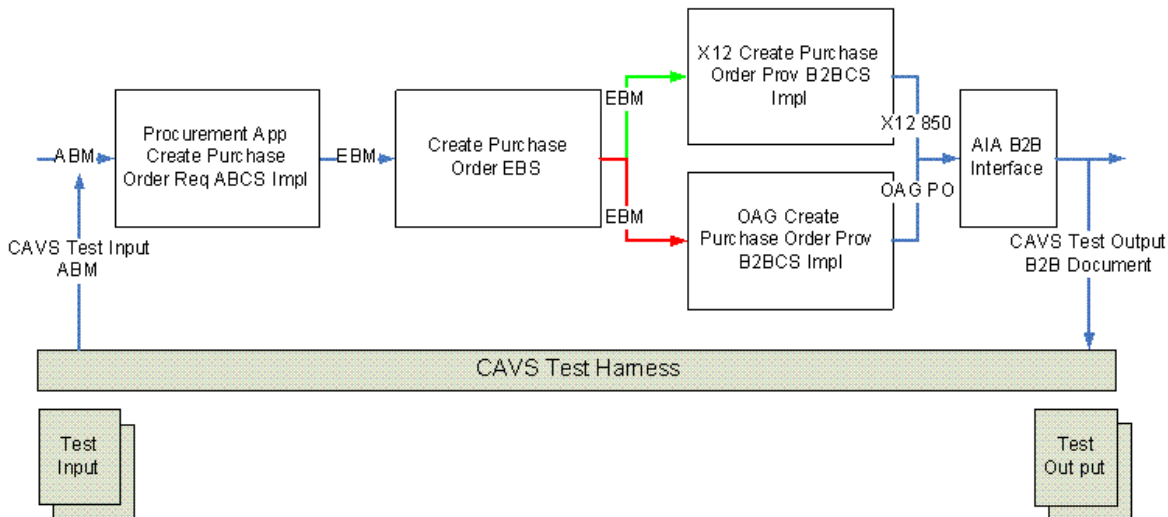 X12 Create Purchase
Order Prov B2BCS
Impl
EBM
X12 850
Procurement App
Create Purchase
Order Req ABCS Impl
ABM
EBM
Create Purchase
Order EBS
AIA B2B
Interface
EBM
OAG PO
OAG Create
Purchase Order Prov
B2BCS Impl
CAVS Test Input
ABM
CAVS Test Output
B2B Document
CAVS Test Harness
Test
Input
Test
Out put